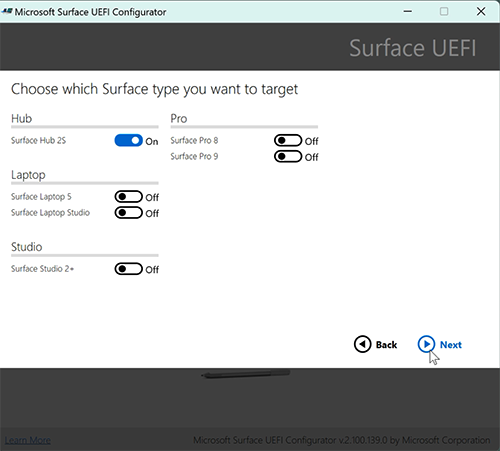 Microsoft Surface UEFI Configurator
Surface UEFI
Choose which Surface type you want to target
Hub
Surface Hub 2S On
Laptop
Surface Laptop 5 Off
Surface Laptop Studio Off
Studio
Surface Studio 2+ Off
Pro
Surface Pro 8 Off
Surface Pro 9 Off
Back Next
Learn More Microsoft Surface UEFI Configurator v.2.100.139.0 by Microsoft Corporation